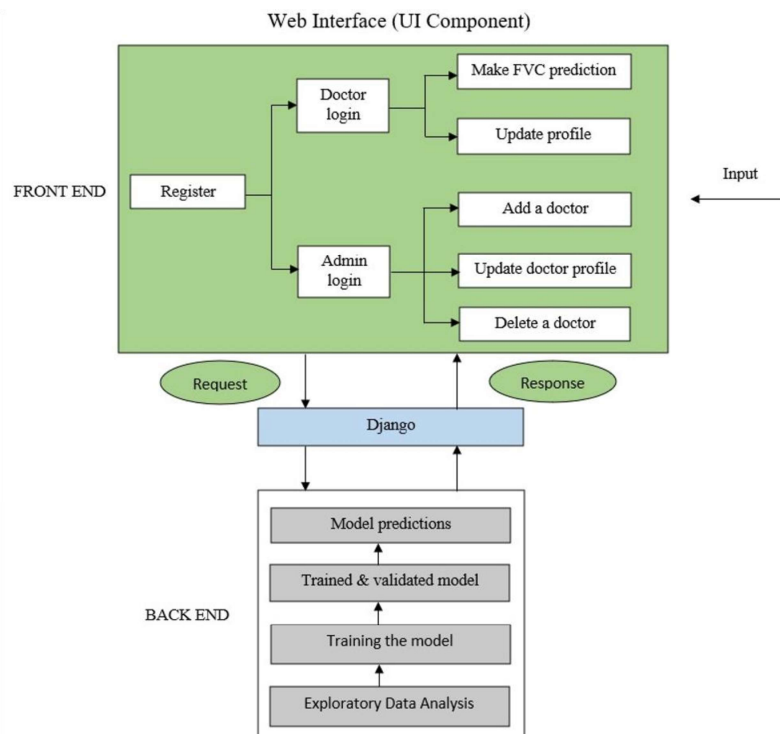 Web Interface (UI Component)
Make FVC prediction
Doctor
login
Update profile
FRONT END
Register
Input
Add a doctor
Admin
login
Update doctor profile
Delete a doctor
Request
Response
Django
Model predictions
Trained & validated model
BACK END
Training the model
Exploratory Data Analysis